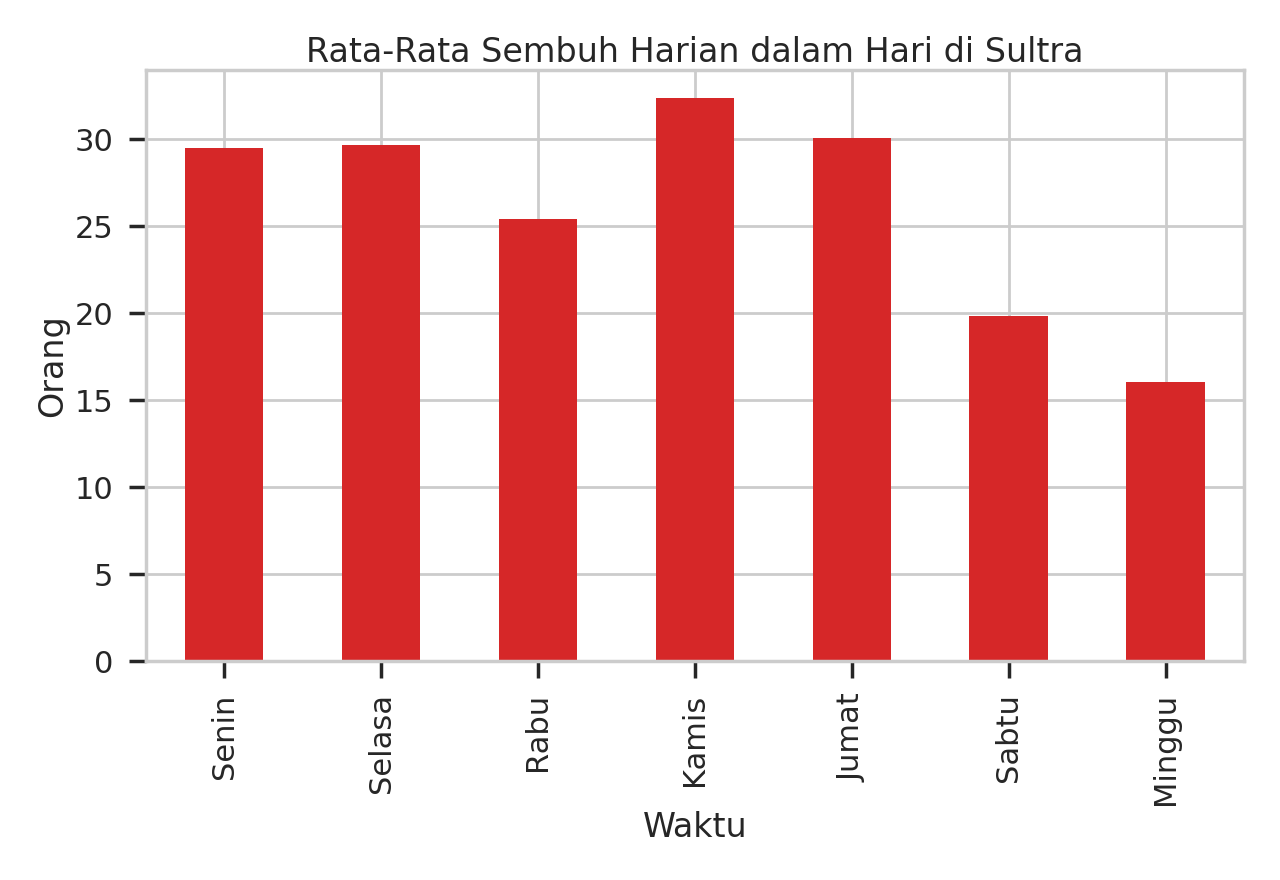 Rata-Rata Sembuh Harian dalam Hari di Sultra
Orang
30
25
20
15
10
5
0
Senin
Selasa
Rabu
Kamis
Jumat
Sabtu
Minggu
Waktu